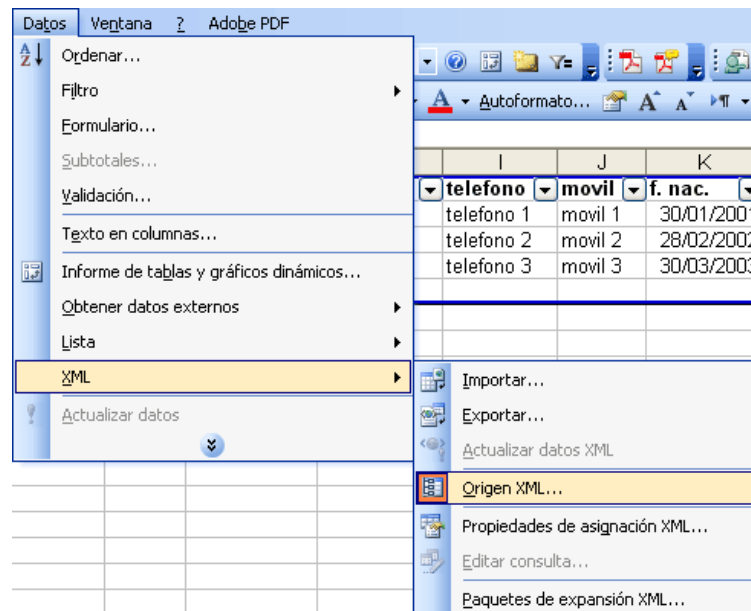 Datos Ventana ? Adobe PDF
Ordenar...
Filtro
Formulario...
Subtotales...
Validación...
Texto en columnas...
Informe de tablas y gráficos dinámicos...
Obtener datos externos
Lista
XML
Actualizar datos
Autoformato...
I J K
telefono movil f. nac.
telefono 1 movil 1 30/01/2001
telefono 2 movil 2 28/02/2002
telefono 3 movil 3 30/03/2003
Importar...
Exportar...
Actualizar datos XML
Origen XML...
Propiedades de asignación XML...
Editar consulta...
Paquetes de expansión XML...